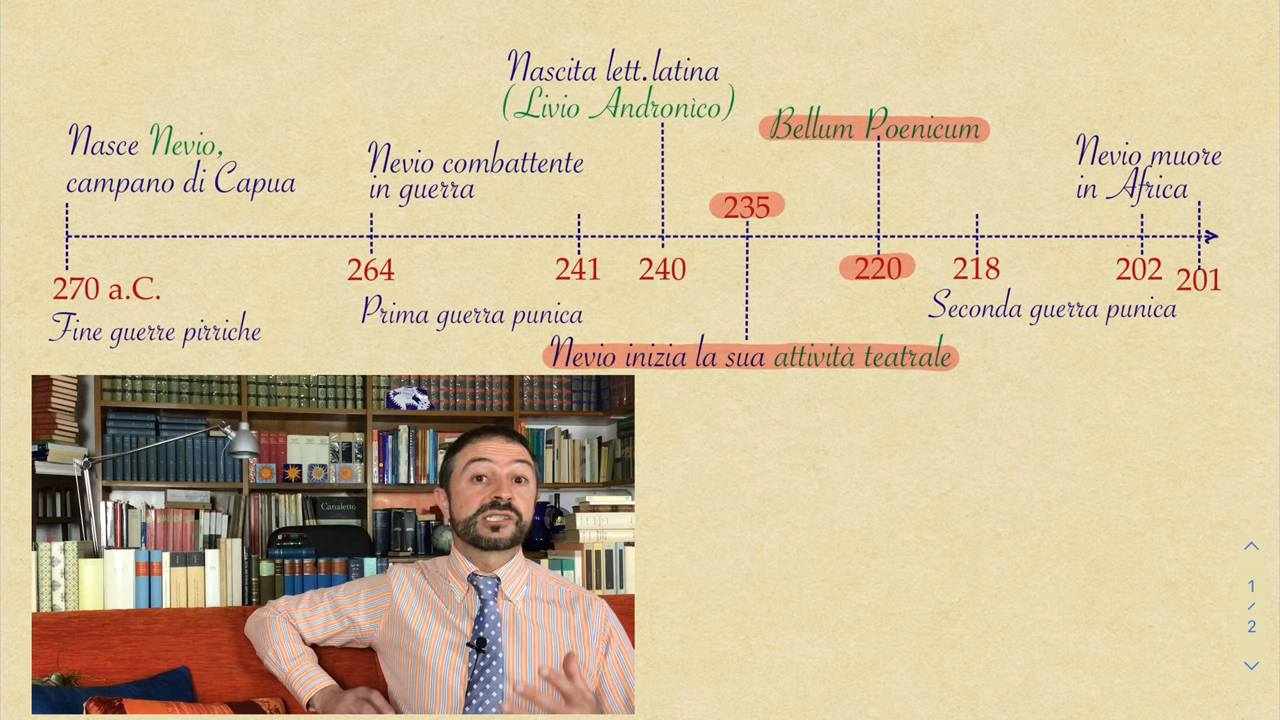 Nascita lett. latina
(Livio Andronìco)
Bellum Poenicum
Nasce Nevio,
campano di Capua
Nevio combattente
in guerra
Nevio muore
in Africa
235
270 a.C.
264
241
240
220
218
202
201
Fine guerre pirriche
Prima guerra punica
Seconda guerra punica
Nevio inizia la sua attività teatrale
Canaletto
1
/
2